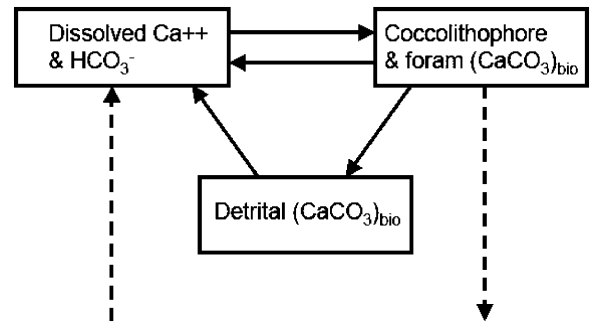 Dissolved Ca++
& HCO₃⁻
Coccolithophore
& foram (CaCO₃)bio
Detrital (CaCO₃)bio